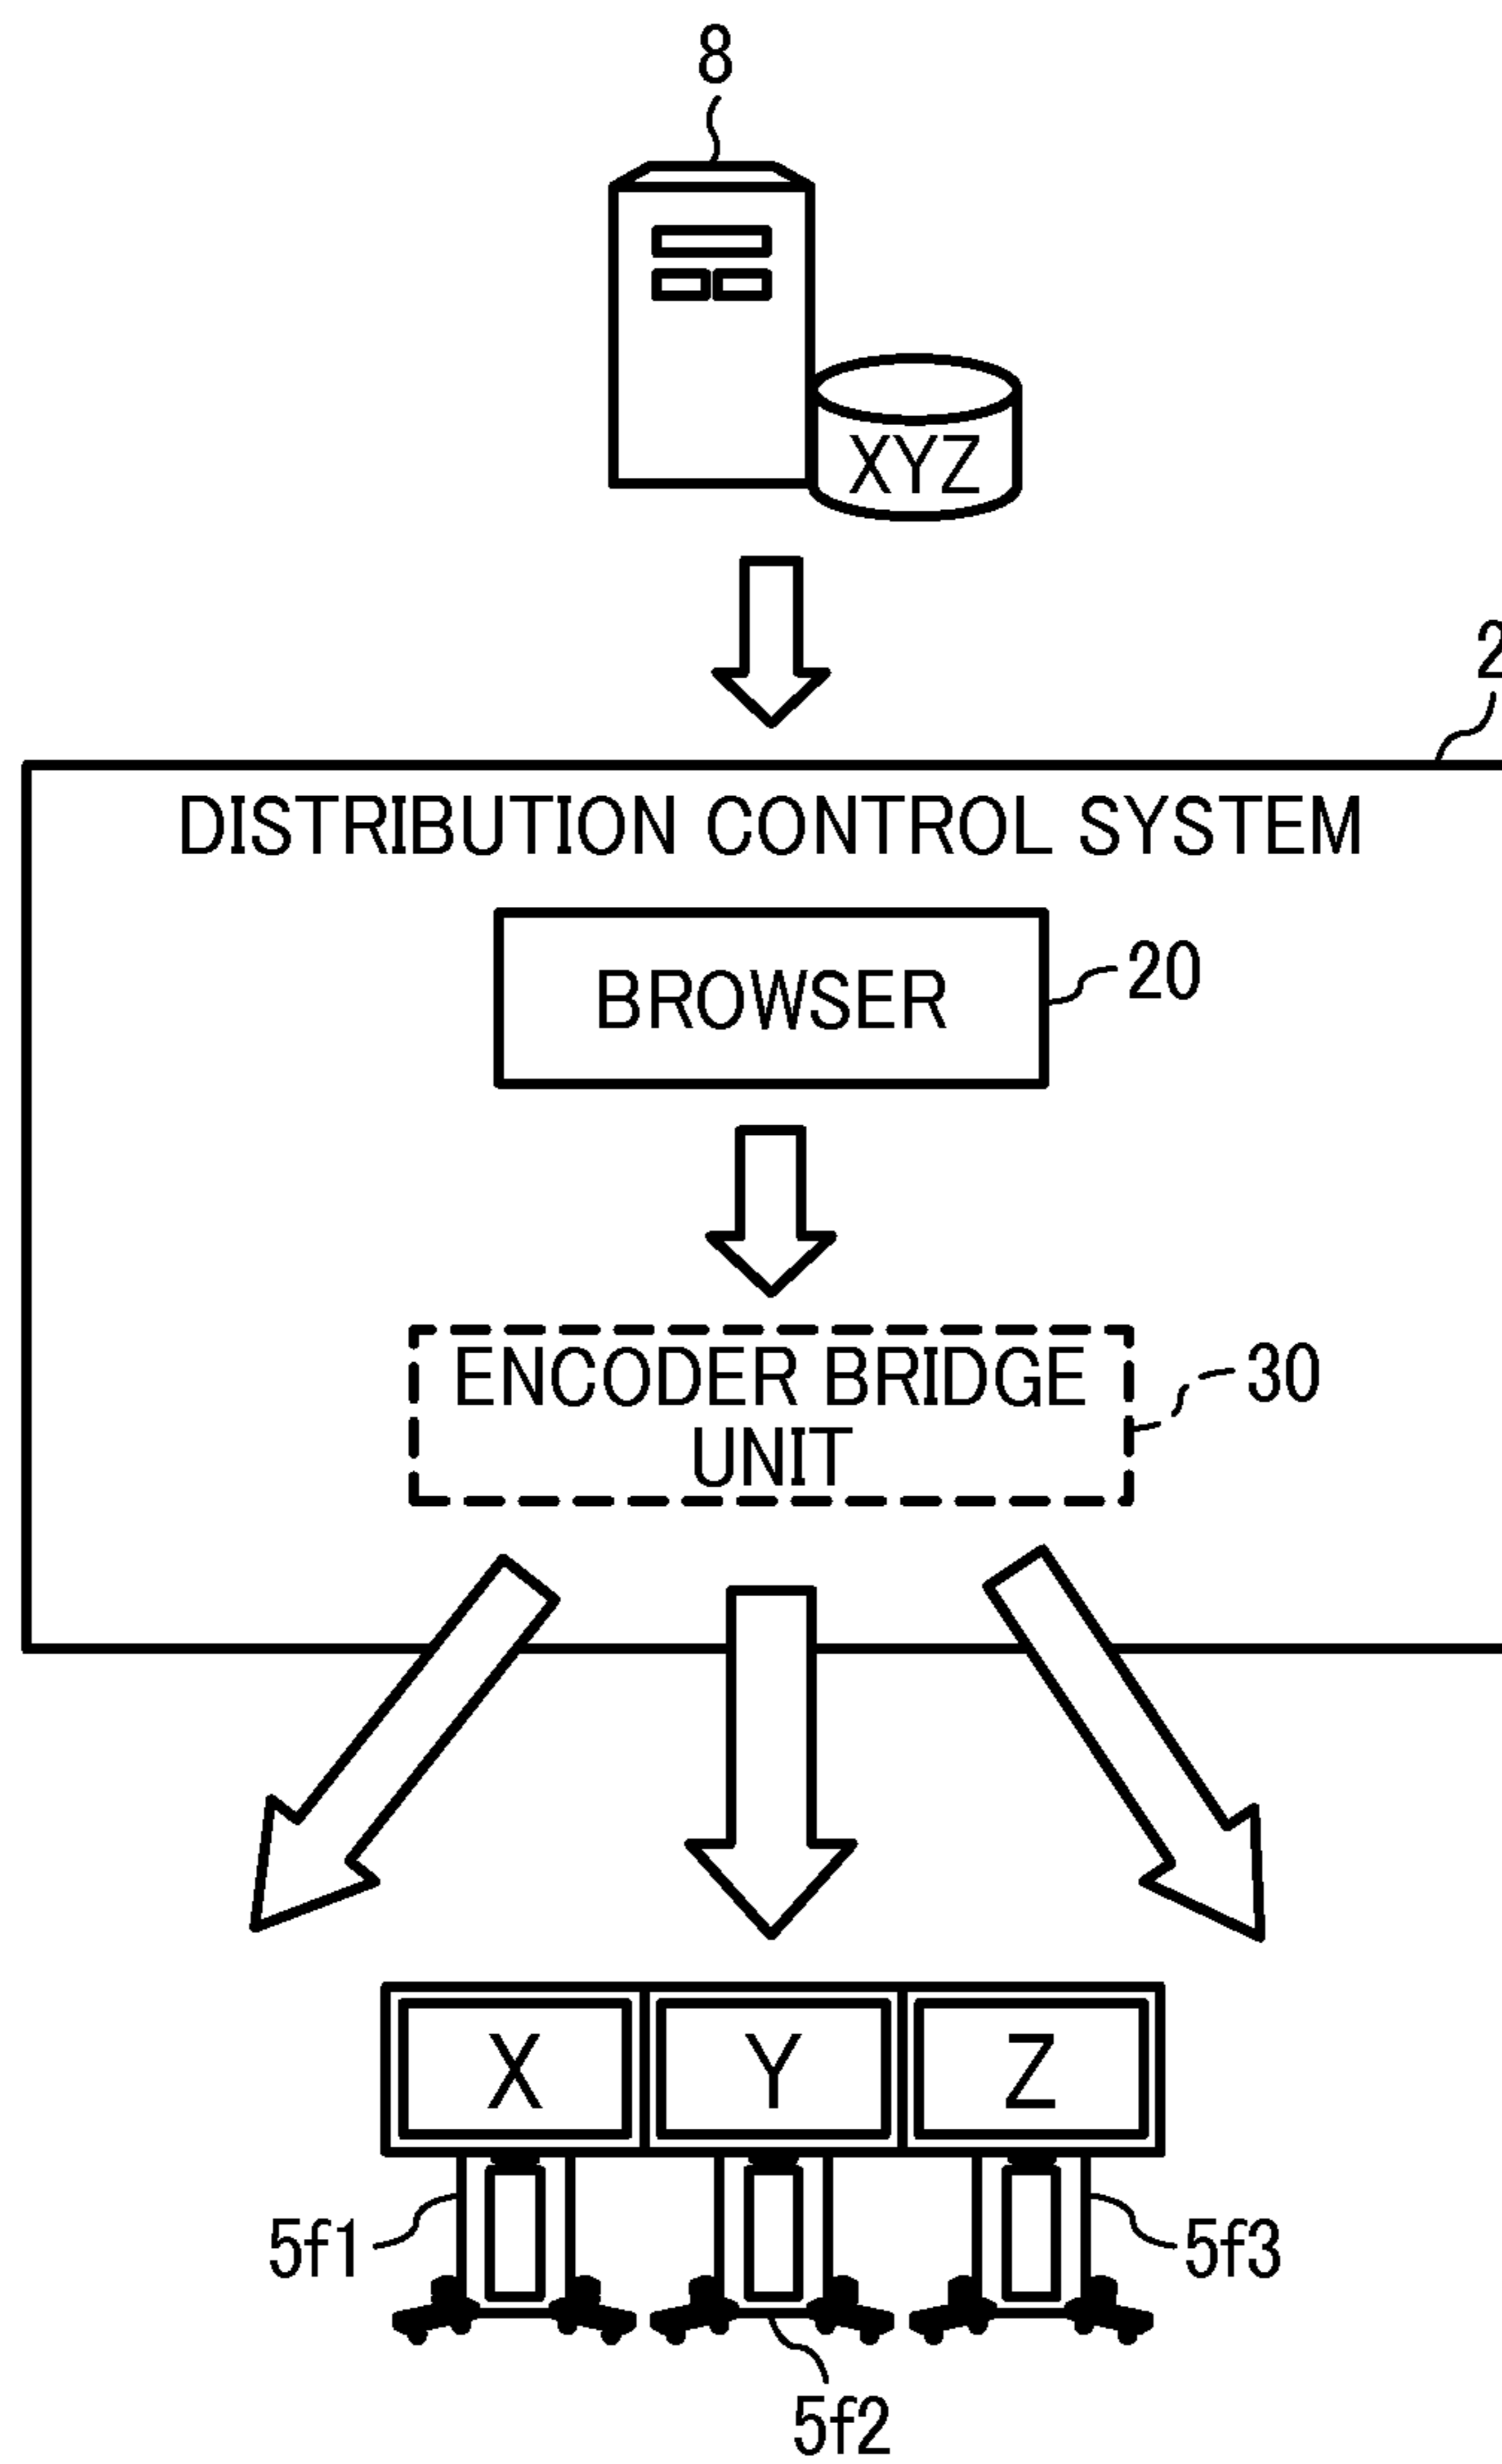 8
XYZ
2
DISTRIBUTION CONTROL SYSTEM
BROWSER
20
ENCODER BRIDGE
UNIT
30
X Y Z
5f1
5f3
5f2